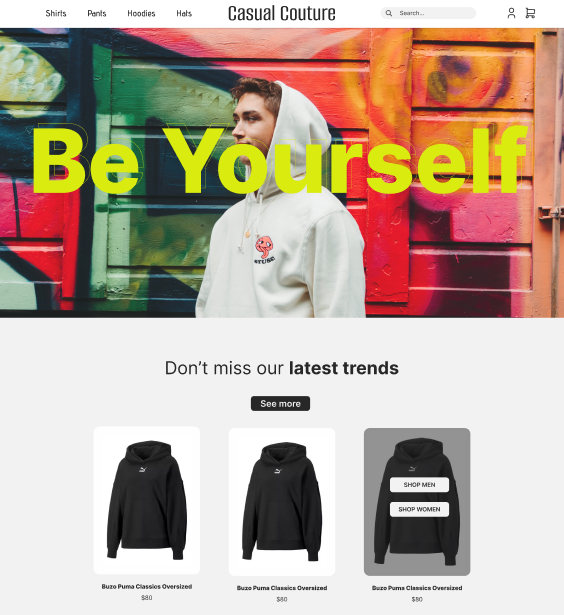 Shirts Pants Hoodies Hats Casual Couture Search...
Be Yourself
Don't miss our latest trends
See more
SHOP MEN
SHOP WOMEN
Buzo Puma Classics Oversized
$80
Buzo Puma Classics Oversized
$80
Buzo Puma Classics Oversized
$80